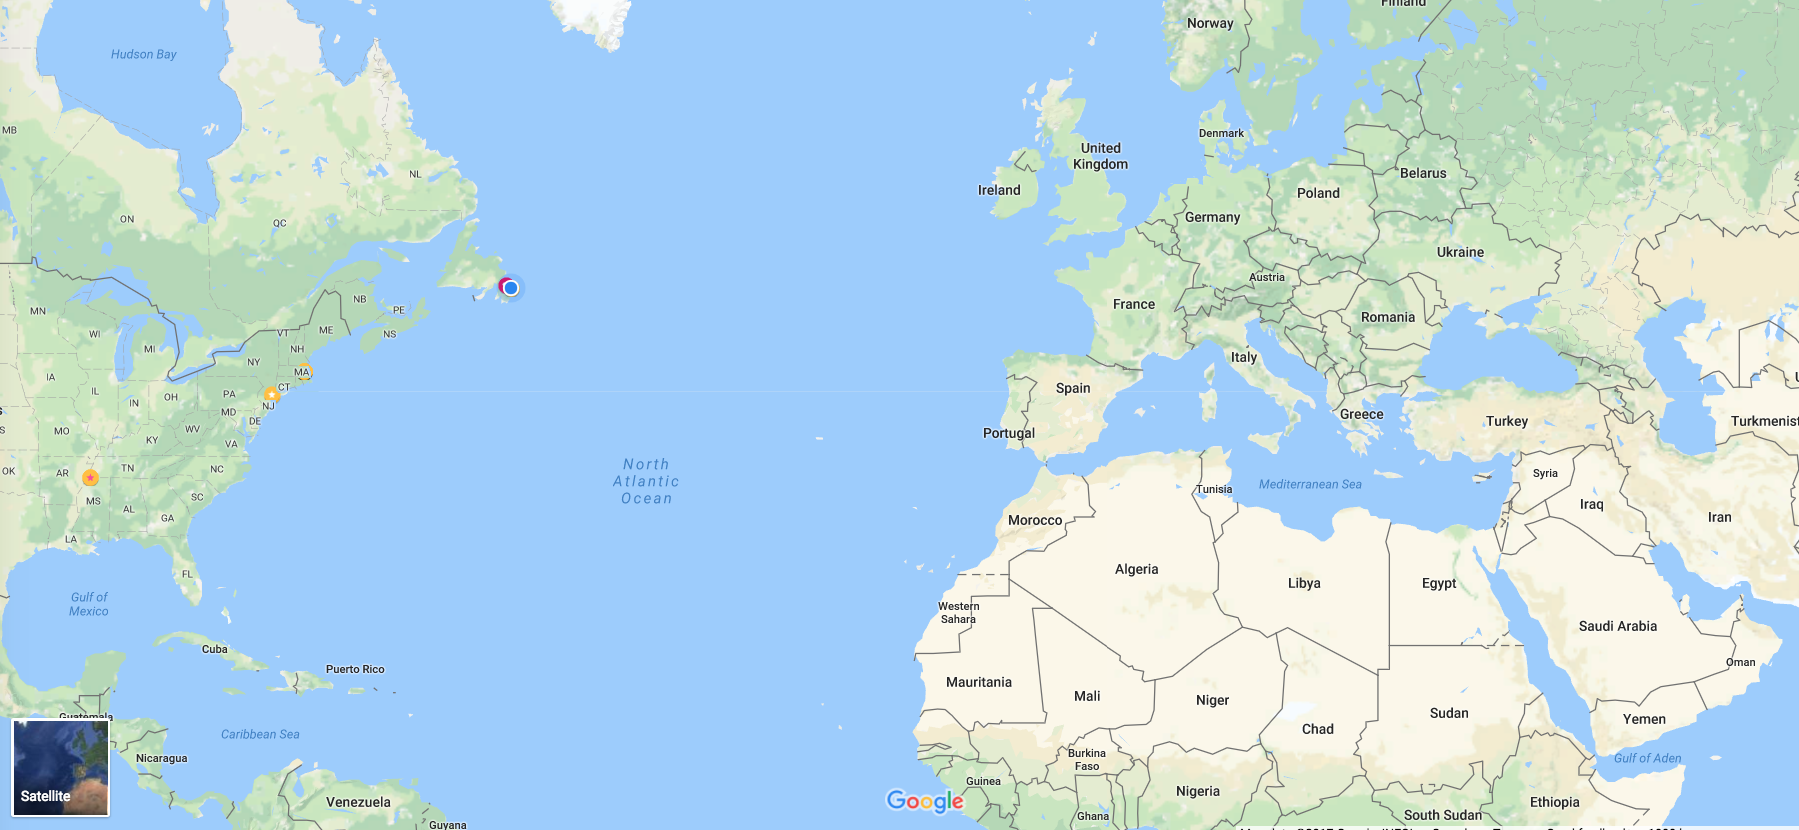 Finland
Norway
Hudson Bay
MB
Denmark
United
Kingdom
NL
Belarus
Ireland
Poland
ON
QC
Germany
Ukraine
Austria
NB
PE
France
MN
Romania
WI
VT
ME
NS
MI
NH
NY
Italy
MA
IA
CT
Spain
IL
PA
IN
OH
NJ
MD
Greece
DE
Turkey
Turkmenist
MO
WV
Portugal
KY
VA
North
Atlantic
Ocean
OK
AR
TN
NC
Syria
Mediterranean Sea
Tunisia
MS
SC
Iraq
AL
GA
Morocco
Iran
LA
Algeria
FL
Libya
Egypt
Gulf of
Mexico
Western
Sahara
Saudi Arabia
Cuba
Oman
Puerto Rico
Mauritania
Mali
Niger
Sudan
Guatemala
Yemen
Chad
Caribbean Sea
Nicaragua
Burkina
Faso
Gulf of Aden
Guinea
Nigeria
Satellite
Venezuela
Google
Ethiopia
Ghana
South Sudan
Guyana